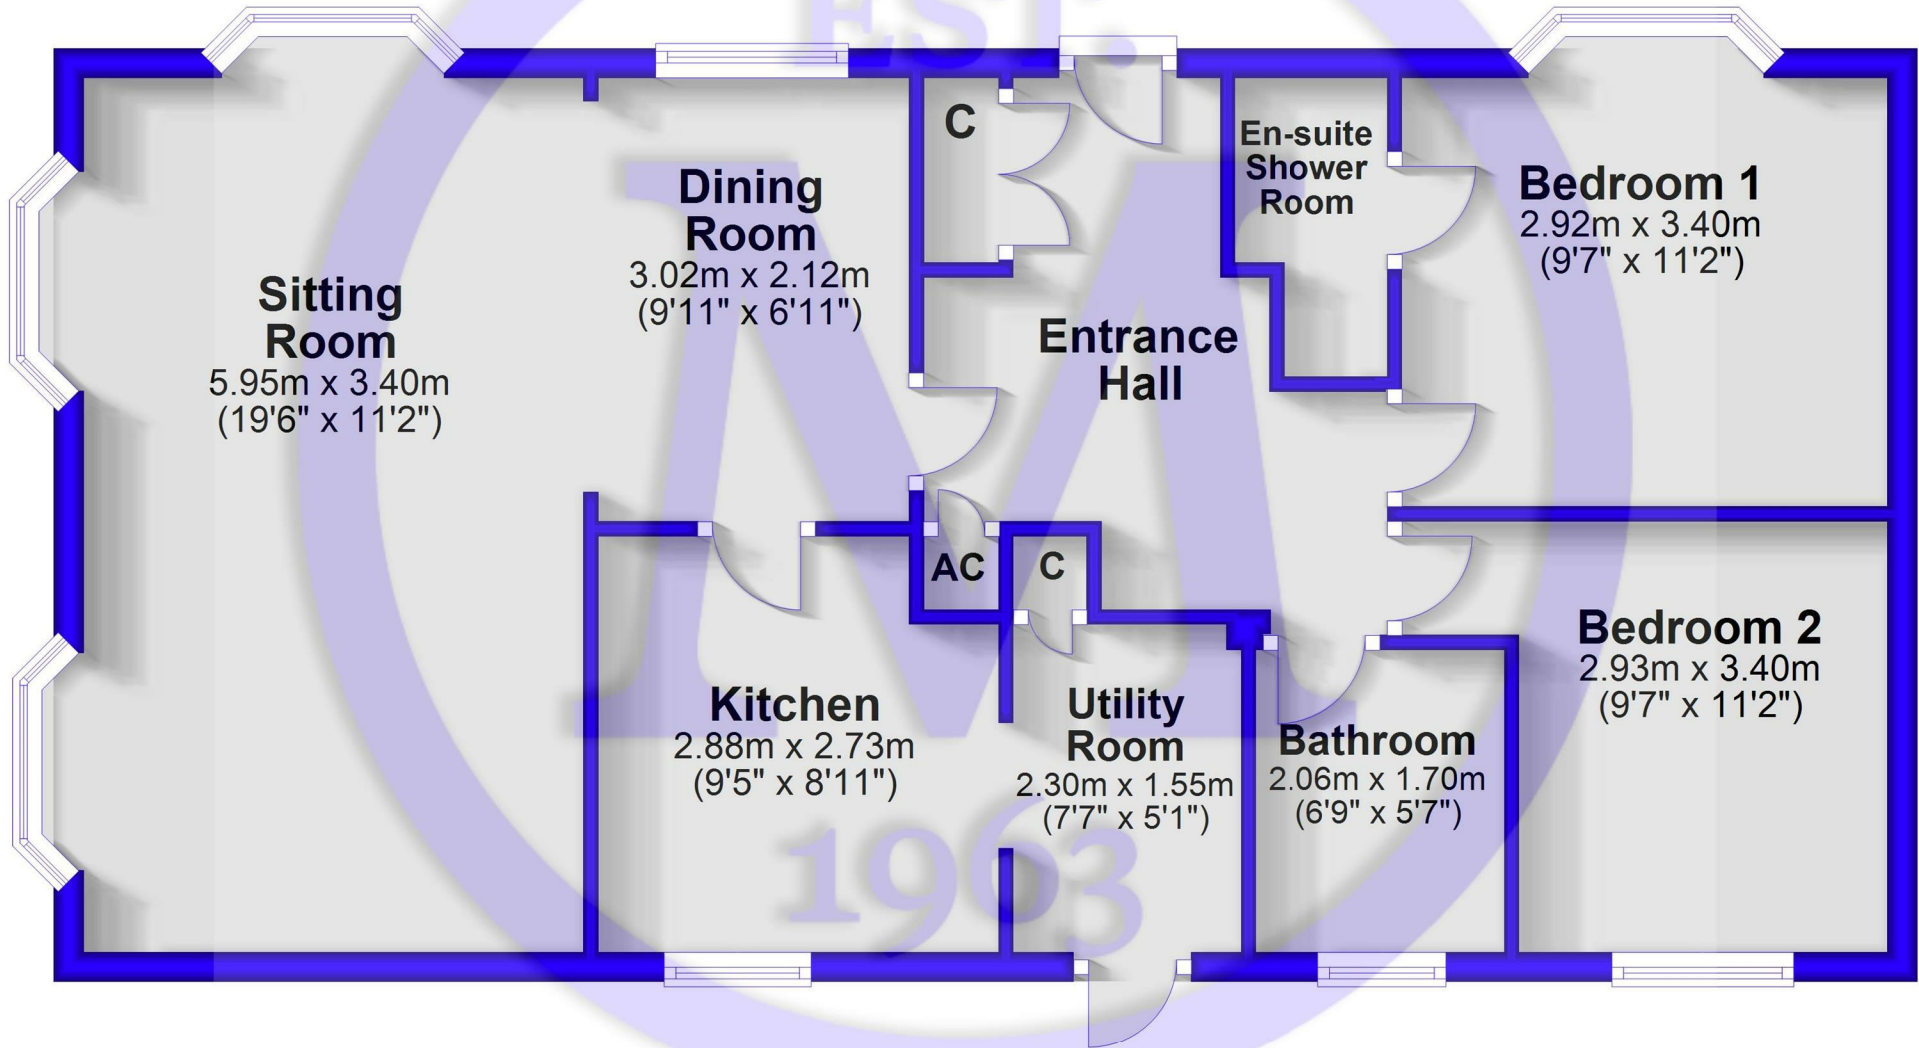 EST.
C
En-suite
Shower
Room
Bedroom 1
2.92m x 3.40m
(9'7" x 11'2")
Dining
Room
3.02m x 2.12m
(9'11" x 6'11")
Sitting
Room
5.95m x 3.40m
(19'6" x 11'2")
Entrance
Hall
M
AC
C
Bedroom 2
2.93m x 3.40m
(9'7" x 11'2")
Kitchen
2.88m x 2.73m
(9'5" x 8'11")
Utility
Room
2.30m x 1.55m
(7'7" x 5'1")
Bathroom
2.06m x 1.70m
(6'9" x 5'7")
1963